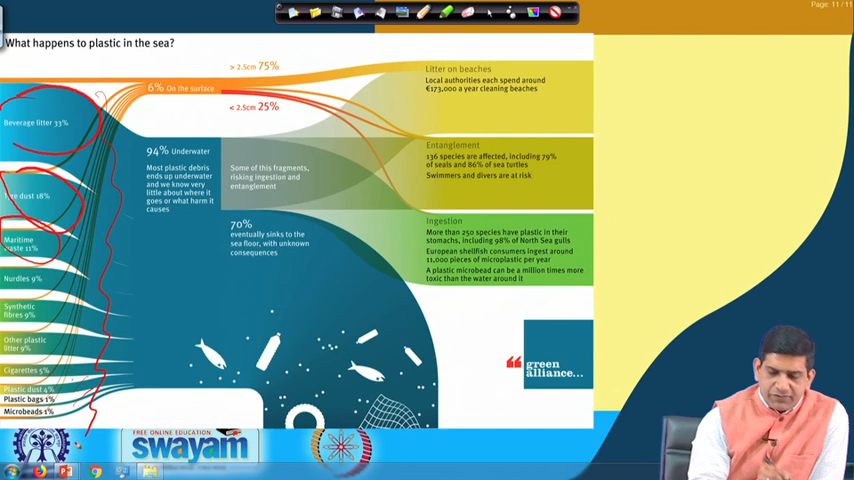 Page: 11 / 11
What happens to plastic in the sea?
Beverage litter 33%
dust 18%
Maritime
waste 11%
Nurdles 9%
Synthetic
fibres 9%
Other plastic
litter 9%
Cigarettes 5%
Plastic dust 4%
Plastic bags 1%
Microbeads 1%
6% On the surface
> 2.5cm 75%
< 2.5cm 25%
94% Underwater
Most plastic debris
ends up underwater
and we know very
little about where it
goes or what harm it
causes
Some of this fragments,
risking ingestion and
entanglement
70%
eventually sinks to the
sea floor, with unknown
consequences
Litter on beaches
Local authorities each spend around
€173,000 a year cleaning beaches
Entanglement
136 species are affected, including 79%
of seals and 86% of sea turtles
Swimmers and divers are at risk
Ingestion
More than 250 species have plastic in their
stomachs, including 98% of North Sea gulls
European shellfish consumers ingest around
11,000 pieces of microplastic per year
A plastic microbead can be a million times more
toxic than the water around it
green
alliance...
FREE ONLINE EDUCATION
swayam